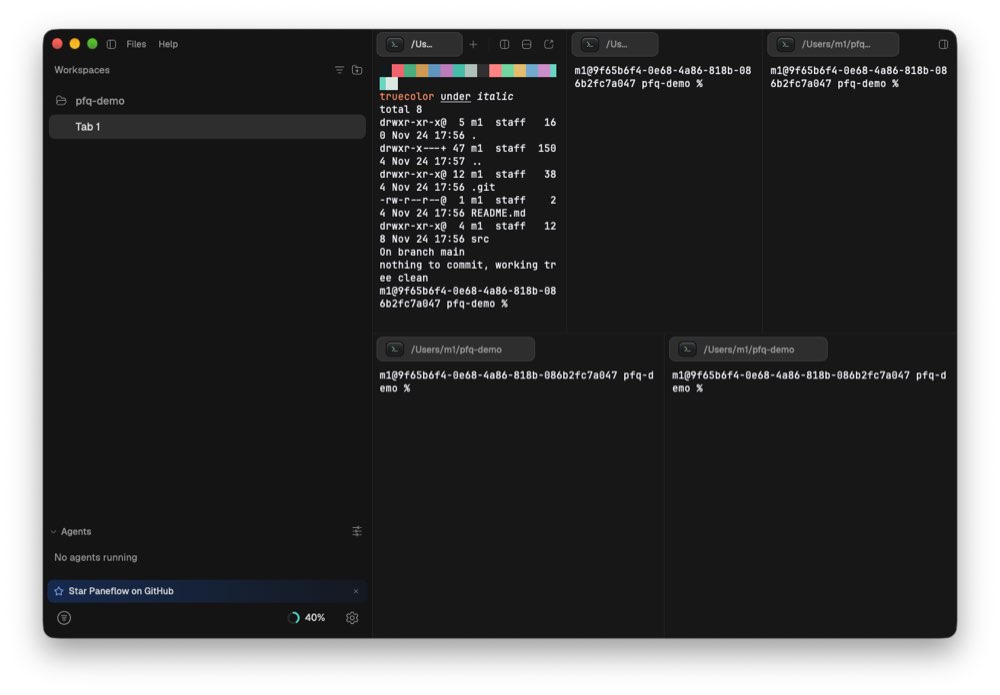 Files Help
Workspaces
pfq-demo
Tab 1
Agents
No agents running
Star Paneflow on GitHub
40%
/Us…
truecolor under italic
total 8
drwxr-xr-x@  5 m1  staff   16
0 Nov 24 17:56 .
drwxr-x---+ 47 m1  staff  150
4 Nov 24 17:57 ..
drwxr-xr-x@ 12 m1  staff   38
4 Nov 24 17:56 .git
-rw-r--r--@  1 m1  staff    2
4 Nov 24 17:56 README.md
drwxr-xr-x@  4 m1  staff   12
8 Nov 24 17:56 src
On branch main
nothing to commit, working tr
ee clean
m1@9f65b6f4-0e68-4a86-818b-08
6b2fc7a047 pfq-demo %
/Us…
m1@9f65b6f4-0e68-4a86-818b-08
6b2fc7a047 pfq-demo %
/Users/m1/pfq…
m1@9f65b6f4-0e68-4a86-818b-08
6b2fc7a047 pfq-demo %
/Users/m1/pfq-demo
m1@9f65b6f4-0e68-4a86-818b-086b2fc7a047 pfq-d
emo %
/Users/m1/pfq-demo
m1@9f65b6f4-0e68-4a86-818b-086b2fc7a047 pfq-d
emo %